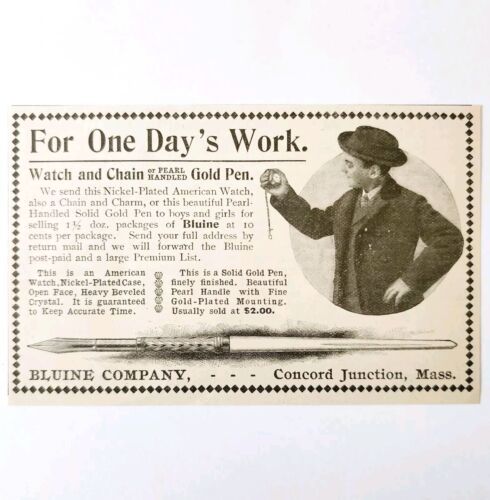 For One Day's Work.
Watch and Chain or PEARL HANDLED Gold Pen.
We send this Nickel-Plated American Watch,
also a Chain and Charm, or this beautiful Pearl-
Handled Solid Gold Pen to boys and girls for
selling 1½ doz. packages of Bluine at 10
cents per package. Send your full address by
return mail and we will forward the Bluine
post-paid and a large Premium List.
This is an American
Watch, Nickel-Plated Case,
Open Face, Heavy Beveled
Crystal. It is guaranteed
to Keep Accurate Time.
This is a Solid Gold Pen,
finely finished. Beautiful
Pearl Handle with Fine
Gold-Plated Mounting.
Usually sold at $2.00.
BLUINE COMPANY, - - - Concord Junction, Mass.